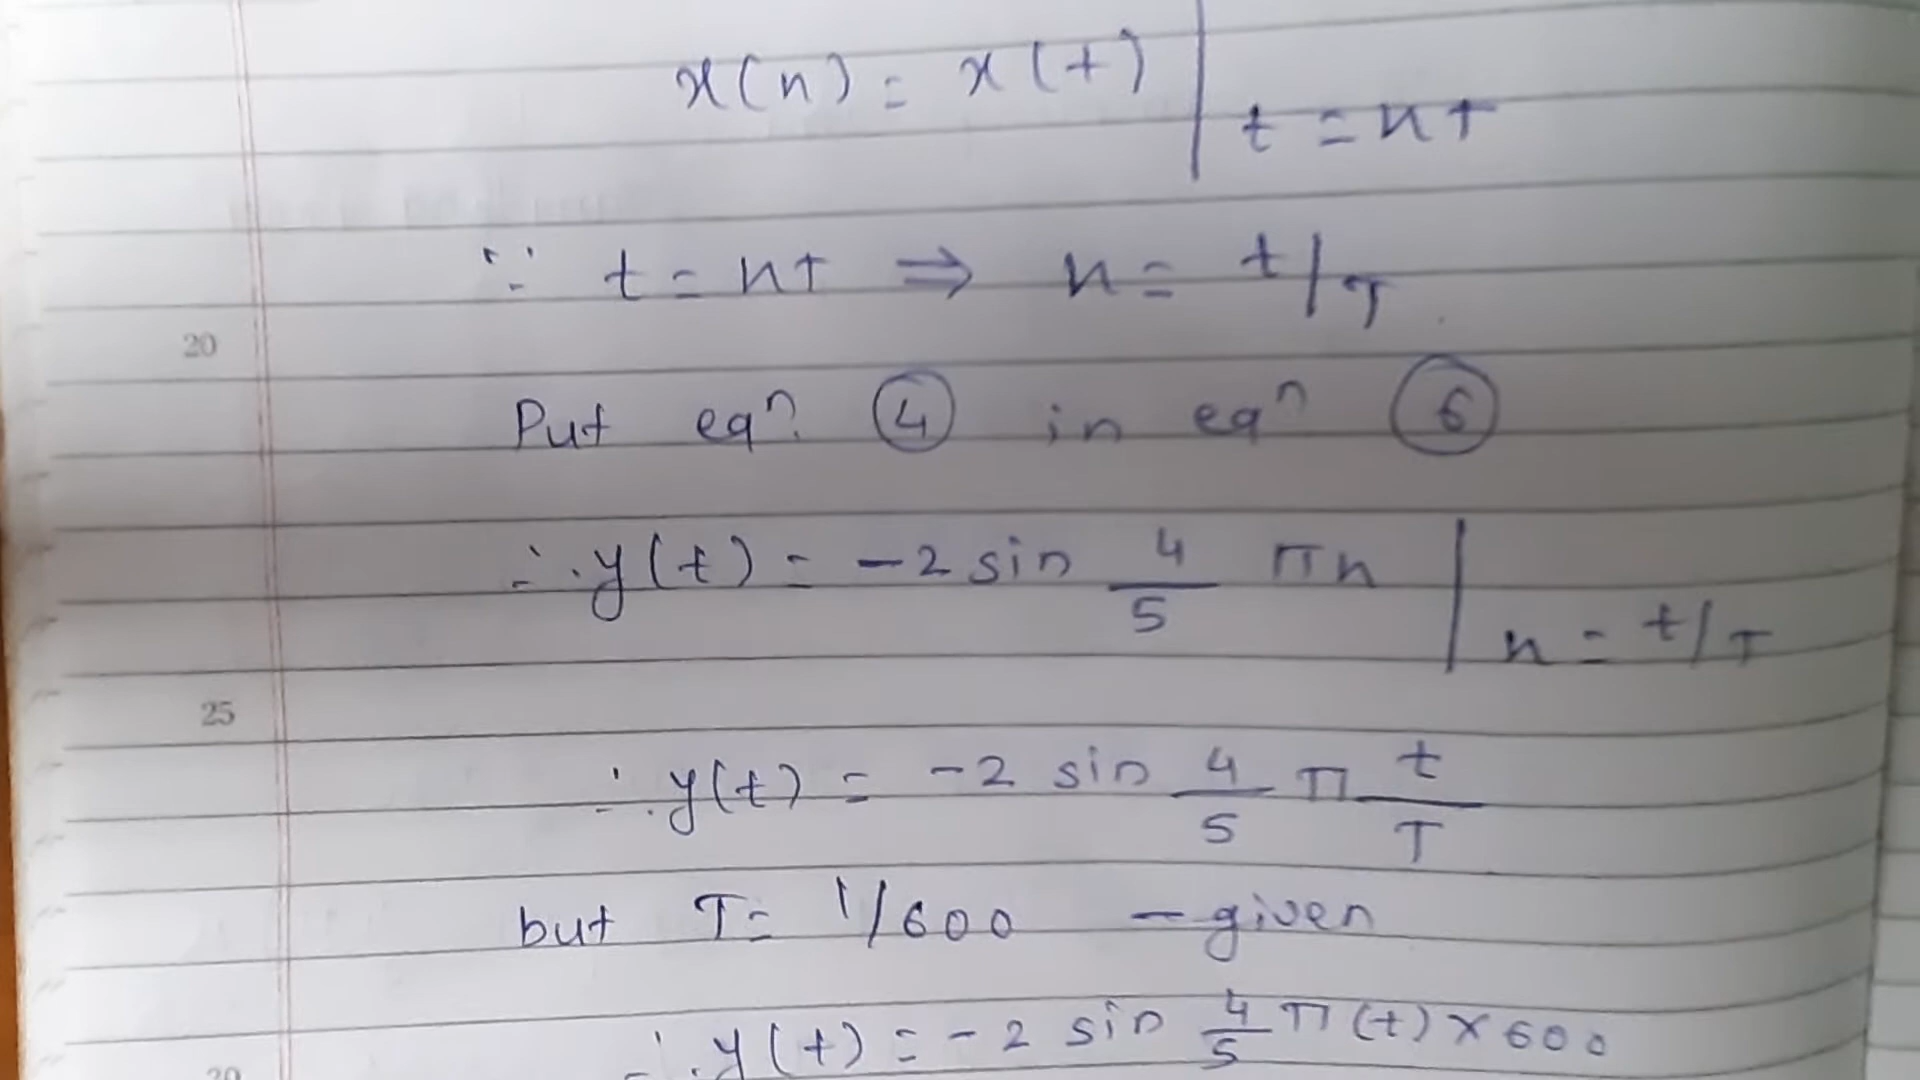 x(n) = x(t) | t = nT
∵ t = nT ⇒ n = t/T
20
Put eqn. ④ in eqn ⑥
∴ y(t) = -2 sin 4/5 πn | n = t/T
25
∴ y(t) = -2 sin 4/5 π t/T
but T = 1/600 - given
∴ y(t) = -2 sin 4/5 π (t) × 600
30